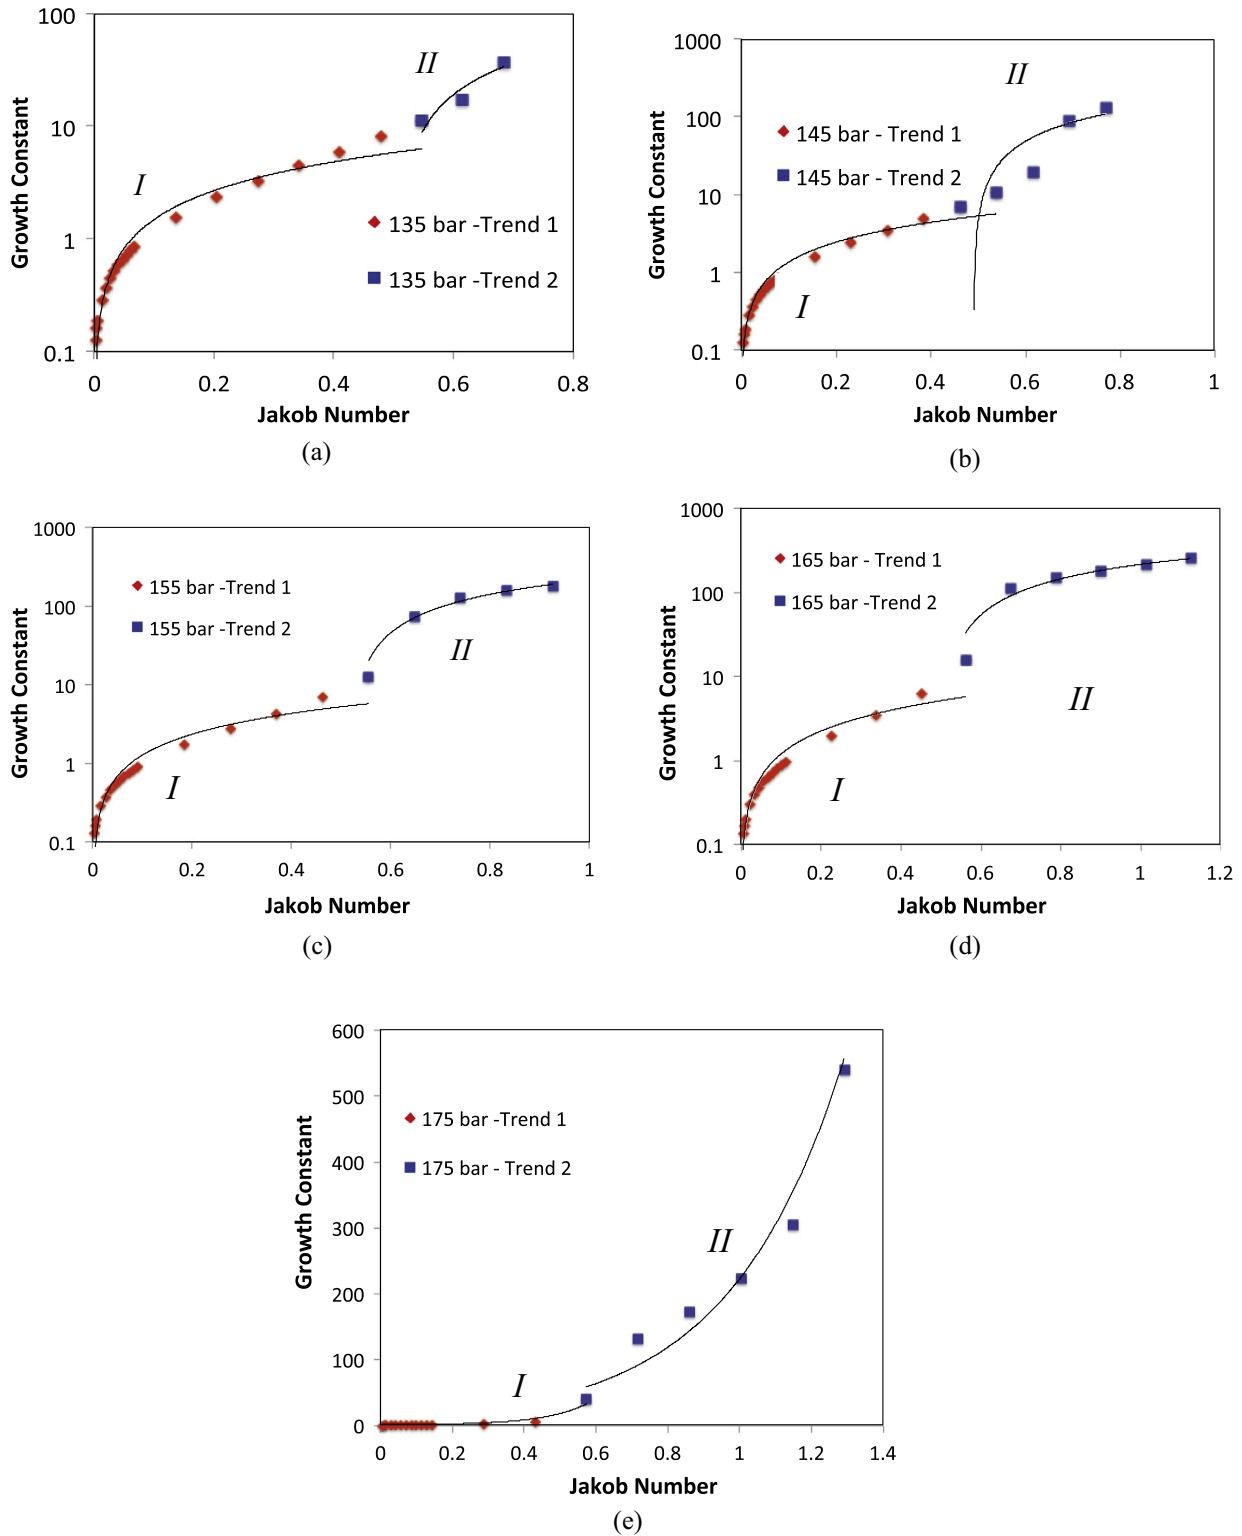 100
10
1
0.1
Growth Constant
I
II
135 bar -Trend 1
135 bar -Trend 2
0 0.2 0.4 0.6 0.8
Jakob Number
(a)
1000
100
10
1
0.1
Growth Constant
II
145 bar - Trend 1
145 bar - Trend 2
I
0 0.2 0.4 0.6 0.8 1
Jakob Number
(b)
1000
100
10
1
0.1
Growth Constant
155 bar -Trend 1
155 bar -Trend 2
II
I
0 0.2 0.4 0.6 0.8 1
Jakob Number
(c)
1000
100
10
1
0.1
Growth Constant
165 bar - Trend 1
165 bar -Trend 2
II
I
0 0.2 0.4 0.6 0.8 1 1.2
Jakob Number
(d)
600
500
400
300
200
100
0
Growth Constant
175 bar -Trend 1
175 bar - Trend 2
II
I
0 0.2 0.4 0.6 0.8 1 1.2 1.4
Jakob Number
(e)